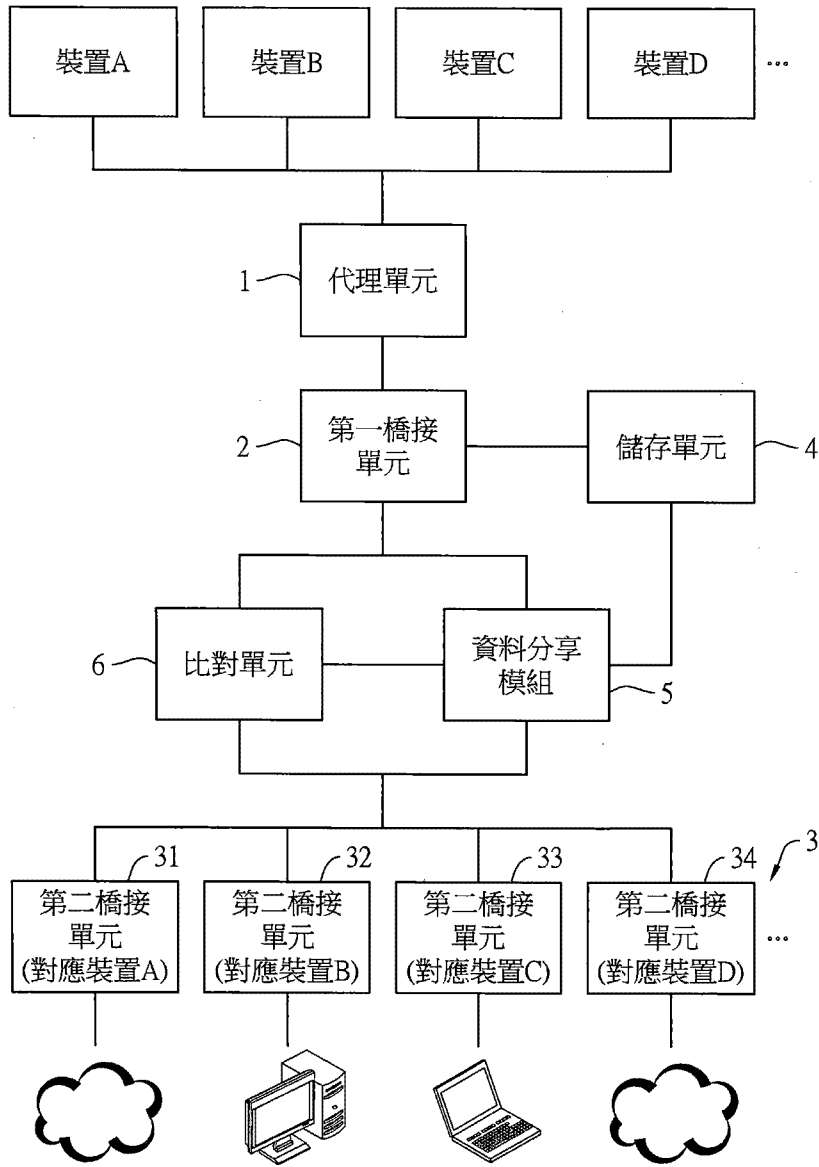 裝置A
裝置B
裝置C
裝置D
...
1
代理單元
2
第一橋接
單元
儲存單元
4
6
比對單元
資料分享
模組
5
31
32
33
34
3
第二橋接
單元
(對應裝置A)
第二橋接
單元
(對應裝置B)
第二橋接
單元
(對應裝置C)
第二橋接
單元
(對應裝置D)
...